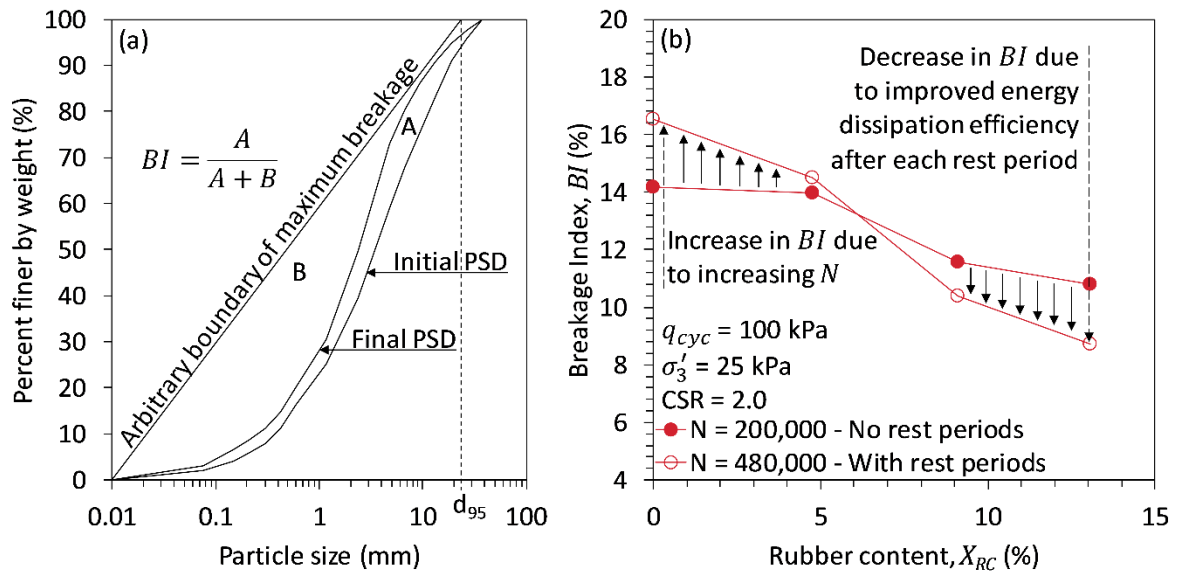 (a)
Percent finer by weight (%)
100
90
80
70
60
50
40
30
20
10
0
Arbitrary boundary of maximum breakage
BI = A / (A + B)
A
B
Initial PSD
Final PSD
d95
0.01
0.1
1
10
100
Particle size (mm)
(b)
Breakage Index, BI (%)
20
18
16
14
12
10
8
6
4
Decrease in BI due
to improved energy
dissipation efficiency
after each rest period
Increase in BI due
to increasing N
qcyc = 100 kPa
σ′3 = 25 kPa
CSR = 2.0
N = 200,000 - No rest periods
N = 480,000 - With rest periods
0
5
10
15
Rubber content, XRC (%)